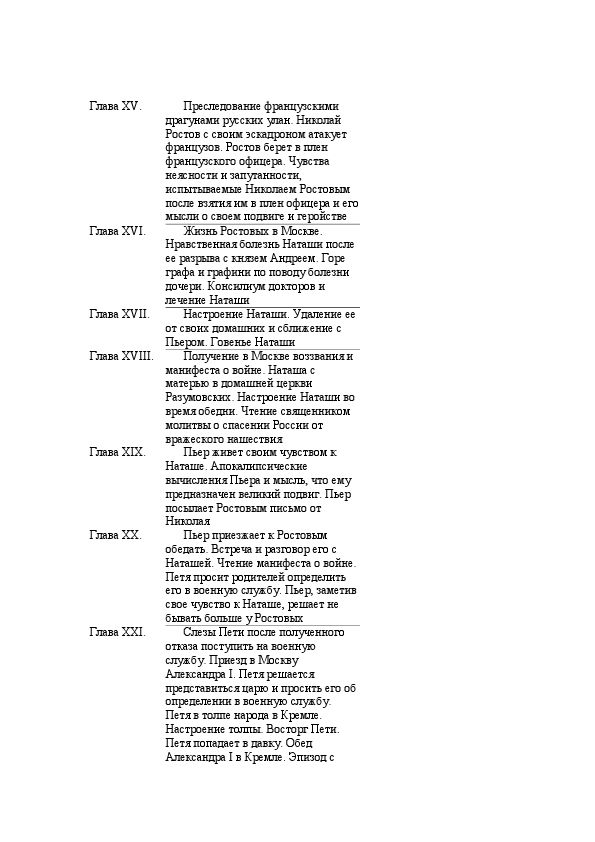 Глава XV. Преследование французскими
драгунами русских улан. Николай
Ростов с своим эскадроном атакует
французов. Ростов берет в плен
французского офицера. Чувства
неясности и запутанности,
испытываемые Николаем Ростовым
после взятия им в плен офицера и его
мысли о своем подвиге и геройстве
Глава XVI. Жизнь Ростовых в Москве.
Нравственная болезнь Наташи после
ее разрыва с князем Андреем. Горе
графа и графини по поводу болезни
дочери. Консилиум докторов и
лечение Наташи
Глава XVII. Настроение Наташи. Удаление ее
от своих домашних и сближение с
Пьером. Говенье Наташи
Глава XVIII. Получение в Москве воззвания и
манифеста о войне. Наташа с
матерью в домашней церкви
Разумовских. Настроение Наташи во
время обедни. Чтение священником
молитвы о спасении России от
вражеского нашествия
Глава XIX. Пьер живет своим чувством к
Наташе. Апокалипсические
вычисления Пьера и мысль, что ему
предназначен великий подвиг. Пьер
посылает Ростовым письмо от
Николая
Глава XX. Пьер приезжает к Ростовым
обедать. Встреча и разговор его с
Наташей. Чтение манифеста о войне.
Петя просит родителей определить
его в военную службу. Пьер, заметив
свое чувство к Наташе, решает не
бывать больше у Ростовых
Глава XXI. Слезы Пети после полученного
отказа поступить на военную
службу. Приезд в Москву
Александра I. Петя решается
представиться царю и просить его об
определении в военную службу.
Петя в толпе народа в Кремле.
Настроение толпы. Восторг Пети.
Петя попадает в давку. Обед
Александра I в Кремле. Эпизод с